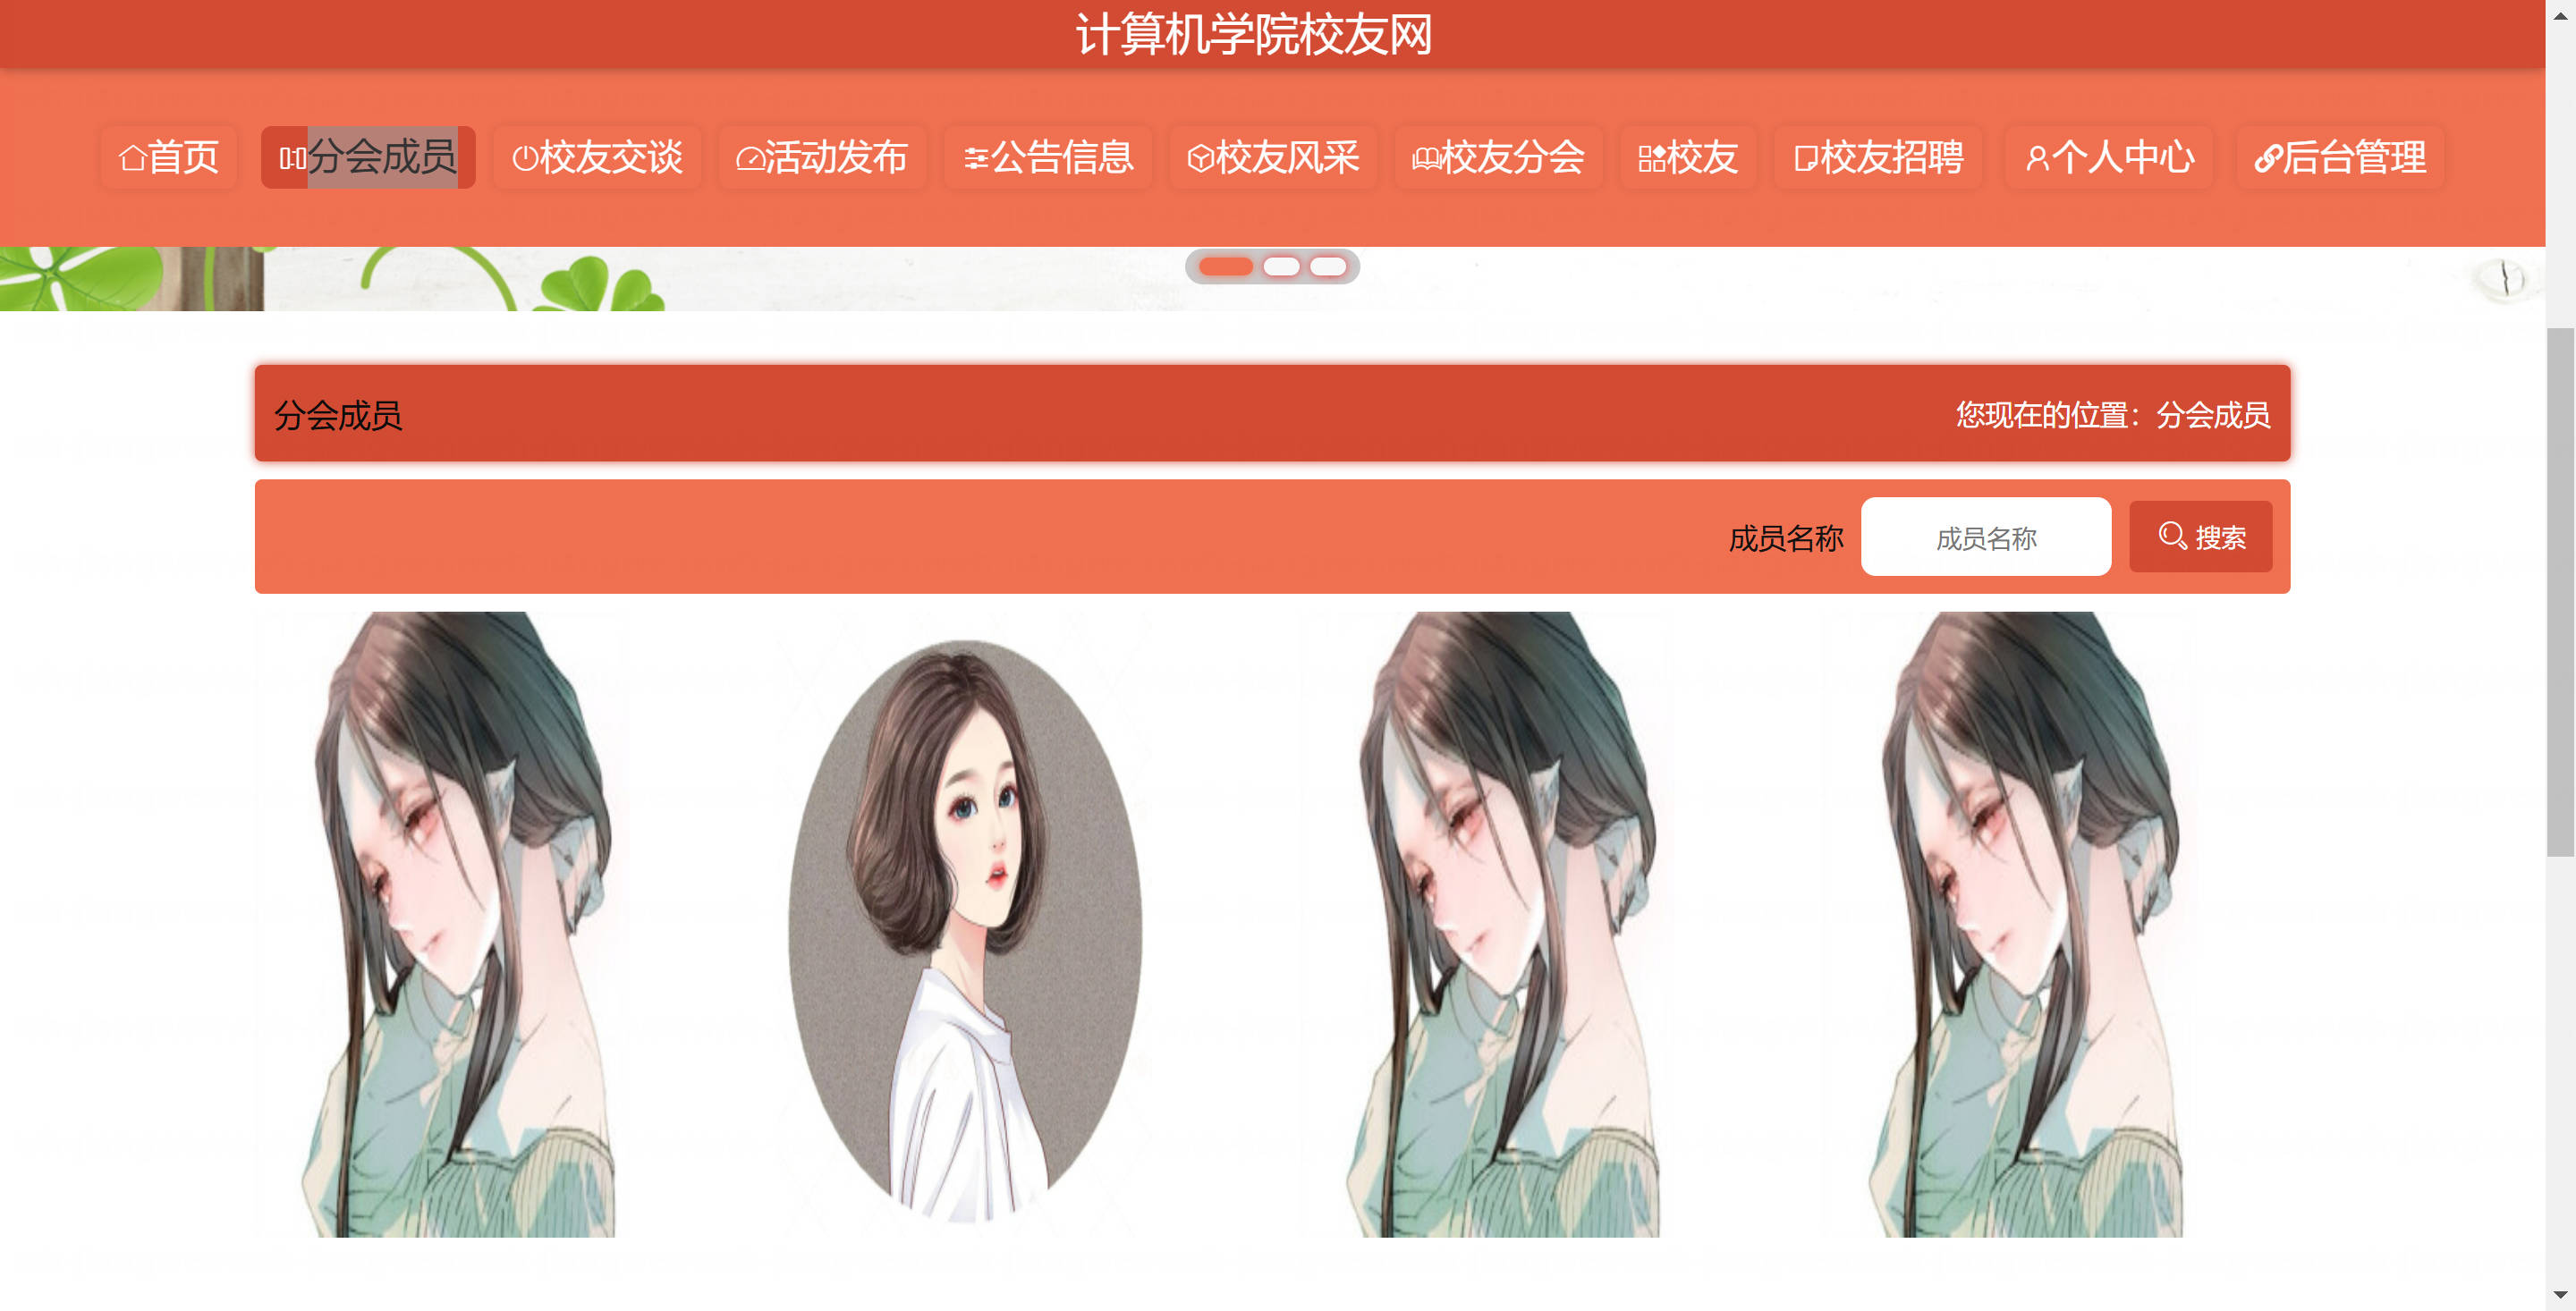 计算机学院校友网
首页 分会成员 校友交谈 活动发布 公告信息 校友风采 校友分会 校友 校友招聘 个人中心 后台管理
分会成员 您现在的位置：分会成员
成员名称 成员名称 搜索